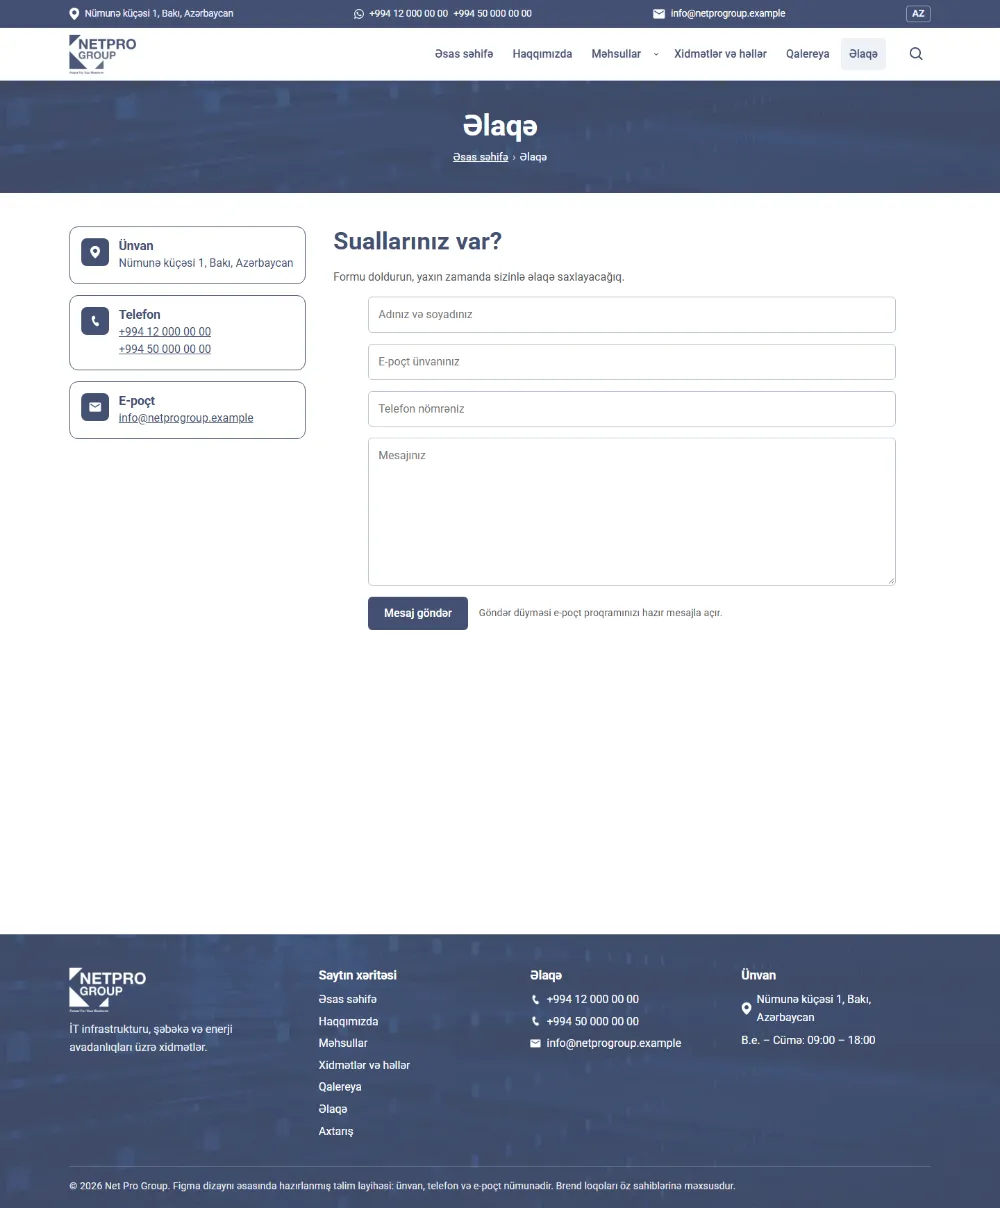 Nümunə küçəsi 1, Bakı, Azərbaycan
+994 12 000 00 00 +994 50 000 00 00
info@netprogroup.example
AZ
NETPRO
GROUP
Əsas səhifə
Haqqımızda
Məhsullar
Xidmətlər və həllər
Qalereya
Əlaqə
Əlaqə
Əsas səhifə › Əlaqə
Ünvan
Nümunə küçəsi 1, Bakı, Azərbaycan
Telefon
+994 12 000 00 00
+994 50 000 00 00
E-poçt
info@netprogroup.example
Suallarınız var?
Formu doldurun, yaxın zamanda sizinlə əlaqə saxlayacağıq.
Adınız və soyadınız
E-poçt ünvanınız
Telefon nömrəniz
Mesajınız
Mesaj göndər
Göndər düyməsi e-poçt proqramınızı hazır mesajla açır.
NETPRO
GROUP
İT infrastrukturu, şəbəkə və enerji
avadanlıqları üzrə xidmətlər.
Saytın xəritəsi
Əsas səhifə
Haqqımızda
Məhsullar
Xidmətlər və həllər
Qalereya
Əlaqə
Axtarış
Əlaqə
+994 12 000 00 00
+994 50 000 00 00
info@netprogroup.example
Ünvan
Nümunə küçəsi 1, Bakı,
Azərbaycan
B.e. – Cümə: 09:00 – 18:00
© 2026 Net Pro Group. Figma dizaynı əsasında hazırlanmış təlim layihəsi: ünvan, telefon və e-poçt nümunədir. Brend loqoları öz sahiblərinə məxsusdur.